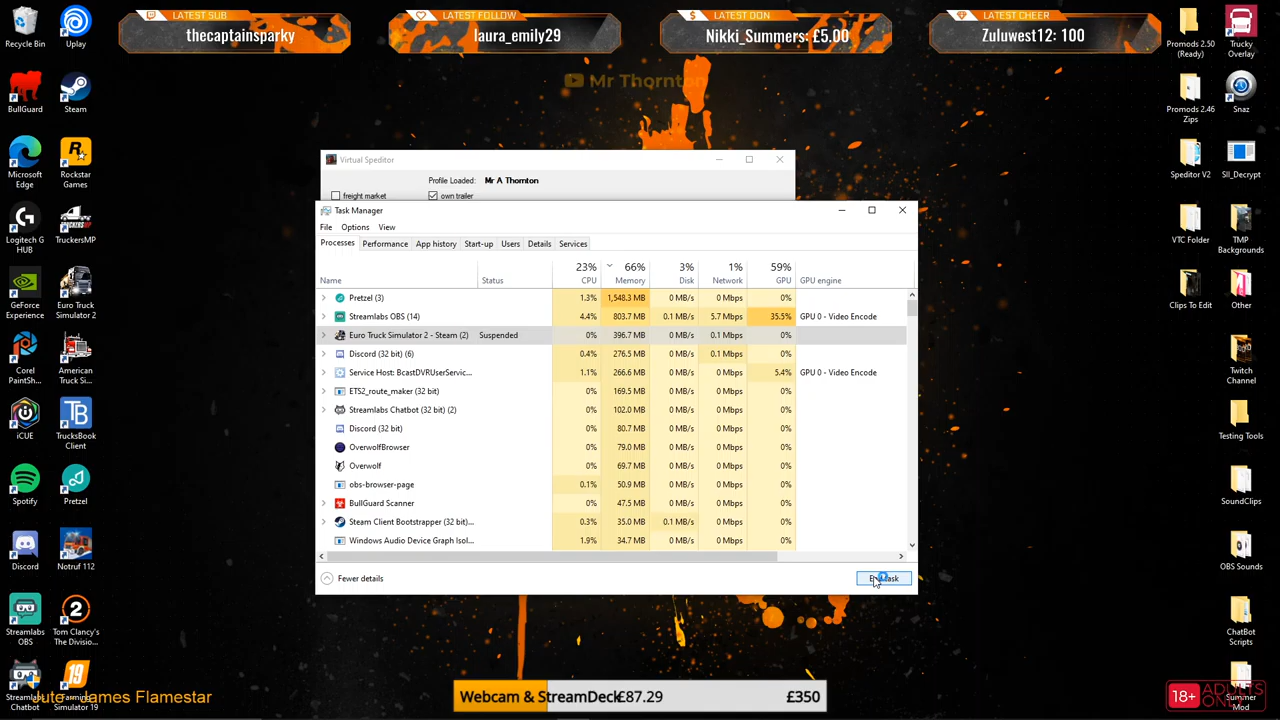 LATEST SUB
thecaptainsparky
LATEST FOLLOW
laura_emily29
LATEST DON
Nikki_Summers: £5.00
LATEST CHEER
Zuluwest12: 100
Mr Thornton
Recycle Bin
Uplay
BullGuard
Steam
Microsoft Edge
Rockstar Games
Logitech G HUB
TruckersMP
GeForce Experience
Euro Truck Simulator 2
Corel PaintSh...
American Truck Si...
iCUE
TrucksBook Client
Spotify
Pretzel
Discord
Notruf 112
Streamlabs OBS
Tom Clancy's The Divisio...
Streamlabs Chatbot
Farming Simulator 19
Jute - James Flamestar
Virtual Speditor
Profile Loaded: Mr A Thornton
freight market
own trailer
Task Manager
File Options View
Processes Performance App history Start-up Users Details Services
23% 66% 3% 1% 59%
Name Status CPU Memory Disk Network GPU GPU engine
Pretzel (3) 1.3% 1,548.3 MB 0 MB/s 0 Mbps 0%
Streamlabs OBS (14) 4.4% 803.7 MB 0.1 MB/s 5.7 Mbps 35.5% GPU 0 - Video Encode
Euro Truck Simulator 2 - Steam (2) Suspended 0% 396.7 MB 0 MB/s 0.1 Mbps 0%
Discord (32 bit) (6) 0.4% 276.5 MB 0 MB/s 0.1 Mbps 0%
Service Host: BcastDVRUserServic... 1.1% 266.6 MB 0 MB/s 0 Mbps 5.4% GPU 0 - Video Encode
ETS2_route_maker (32 bit) 0% 169.5 MB 0 MB/s 0 Mbps 0%
Streamlabs Chatbot (32 bit) (2) 0% 102.0 MB 0 MB/s 0 Mbps 0%
Discord (32 bit) 0% 80.7 MB 0 MB/s 0 Mbps 0%
OverwolfBrowser 0% 79.0 MB 0 MB/s 0 Mbps 0%
Overwolf 0% 69.7 MB 0 MB/s 0 Mbps 0%
obs-browser-page 0.1% 50.9 MB 0 MB/s 0 Mbps 0%
BullGuard Scanner 0% 47.5 MB 0 MB/s 0 Mbps 0%
Steam Client Bootstrapper (32 bit)... 0.3% 35.0 MB 0.1 MB/s 0 Mbps 0%
Windows Audio Device Graph Isol... 1.9% 34.7 MB 0 MB/s 0 Mbps 0%
Fewer details
End task
Webcam & StreamDeck £87.29 £350
Promods 2.50 (Ready)
Trucky Overlay
Promods 2.46 Zips
Snaz
Speditor V2
SII_Decrypt
VTC Folder
TMP Backgrounds
Clips To Edit
Other
Twitch Channel
Testing Tools
SoundClips
OBS Sounds
ChatBot Scripts
Summer Mod
18+ ADULTS ONLY